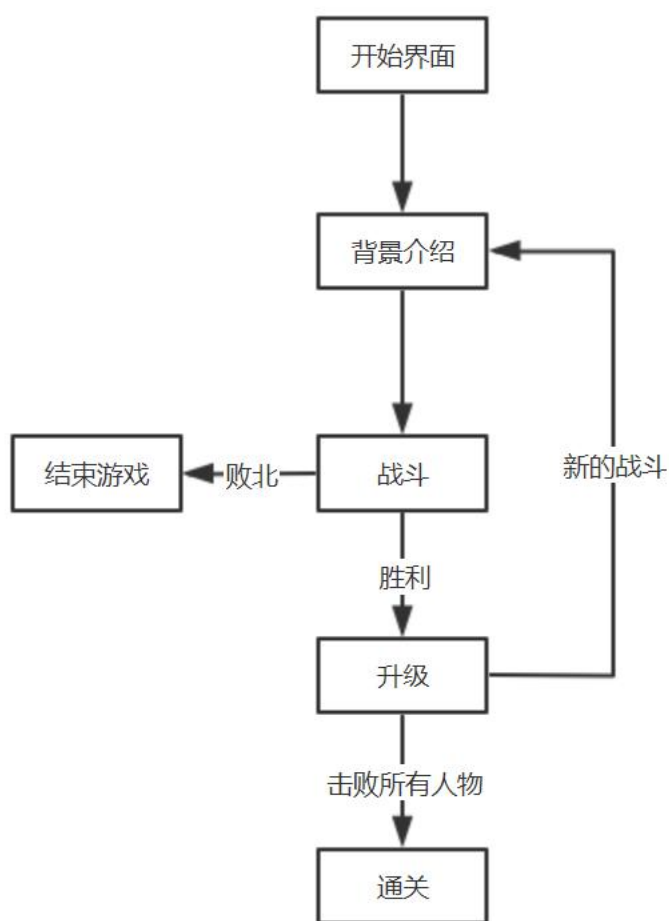 开始界面
背景介绍
结束游戏
败北
战斗
新的战斗
胜利
升级
击败所有人物
通关